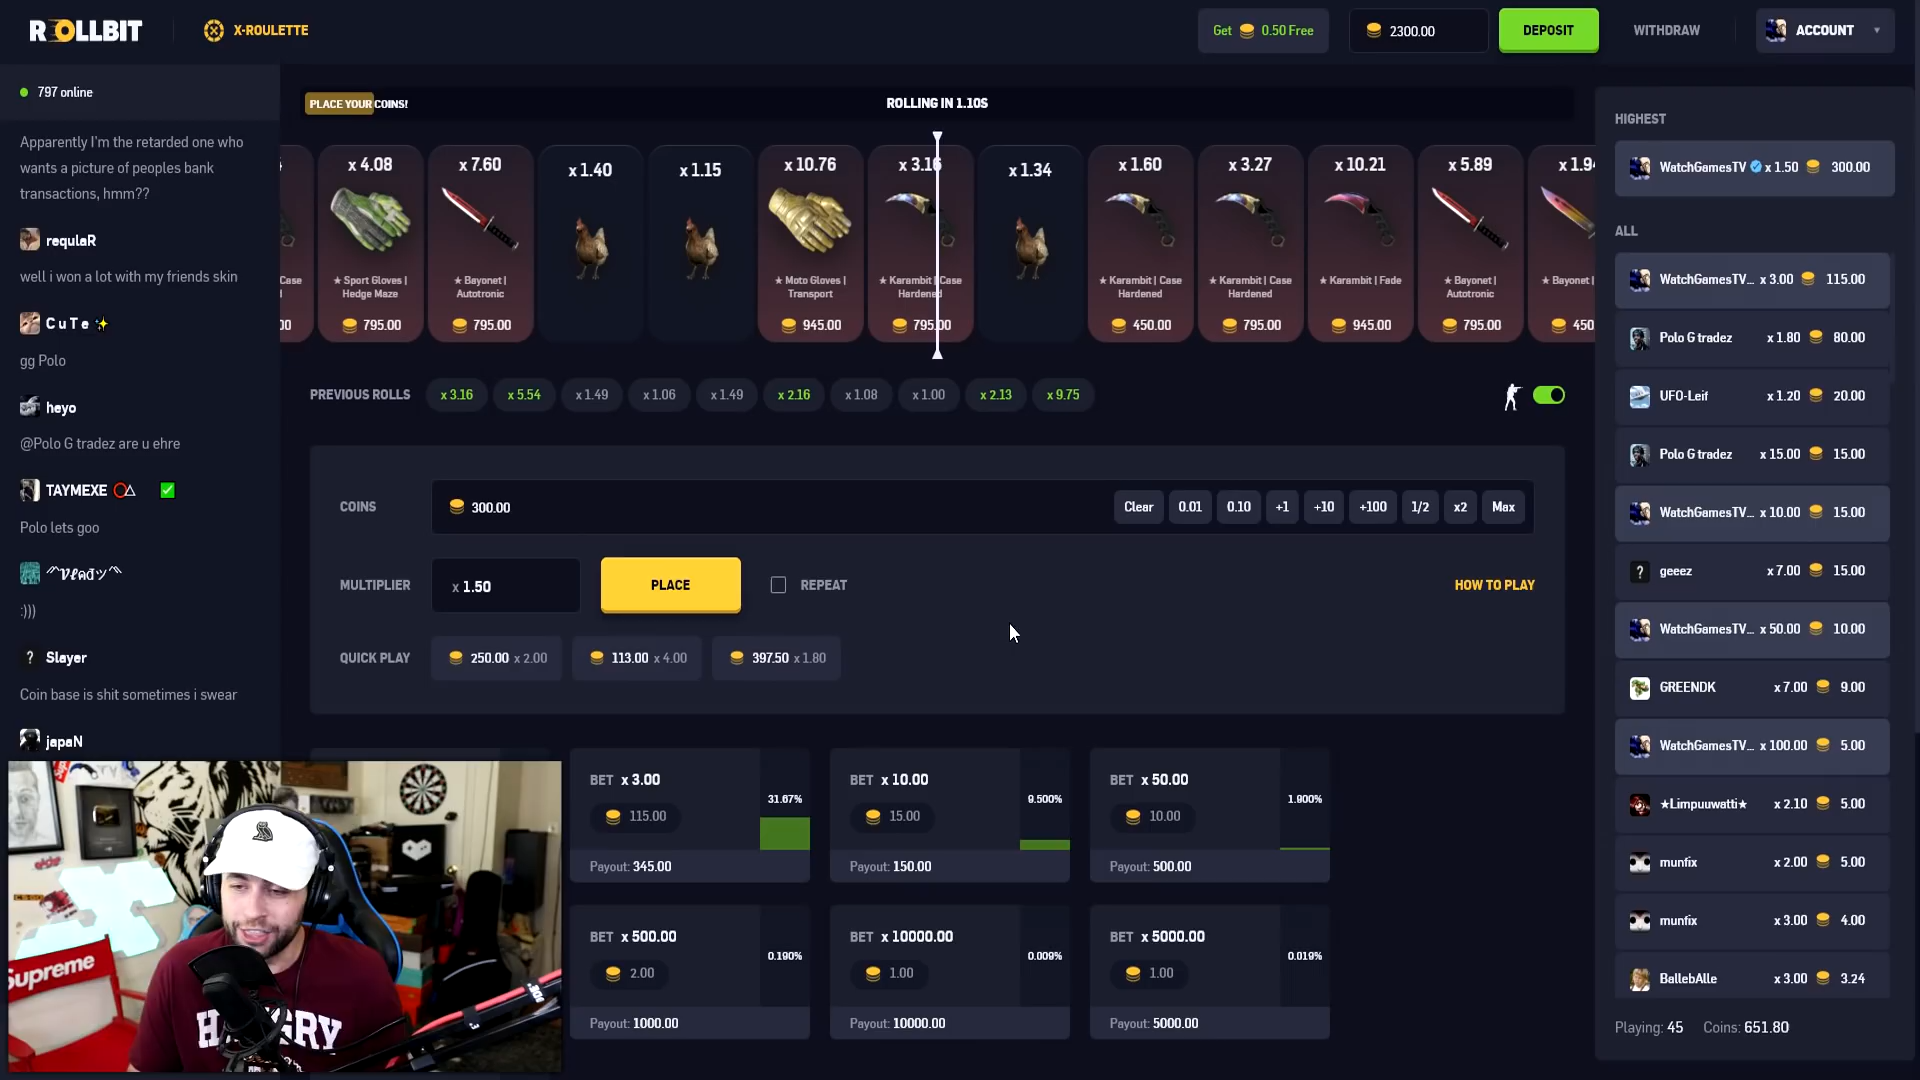 ROLLBIT
X-ROULETTE
Get 0.50 Free
2300.00
DEPOSIT
WITHDRAW
ACCOUNT
797 online
Apparently I'm the retarded one who
wants a picture of peoples bank
transactions, hmm??
requlaR
well i won a lot with my friends skin
C u T e ✨
gg Polo
heyo
@Polo G tradez are u ehre
TAYMEXE ⭕△ ✅
Polo lets goo
:)))
? Slayer
Coin base is shit sometimes i swear
japaN
PLACE YOUR COINS!
ROLLING IN 1.10S
x 4.08
★ Sport Gloves |
Hedge Maze
795.00
x 7.60
★ Bayonet |
Autotronic
795.00
x 1.40
x 1.15
x 10.76
★ Moto Gloves |
Transport
945.00
x 3.16
★ Karambit | Case
Hardened
795.00
x 1.34
x 1.60
★ Karambit | Case
Hardened
450.00
x 3.27
★ Karambit | Case
Hardened
795.00
x 10.21
★ Karambit | Fade
945.00
x 5.89
★ Bayonet |
Autotronic
795.00
x 1.94
★ Bayonet |
450
PREVIOUS ROLLS
x 3.16
x 5.54
x 1.49
x 1.06
x 1.49
x 2.16
x 1.08
x 1.00
x 2.13
x 9.75
COINS
300.00
Clear
0.01
0.10
+1
+10
+100
1/2
x2
Max
MULTIPLIER
x 1.50
PLACE
REPEAT
HOW TO PLAY
QUICK PLAY
250.00 x 2.00
113.00 x 4.00
397.50 x 1.80
BET x 3.00
115.00
31.67%
Payout: 345.00
BET x 10.00
15.00
9.500%
Payout: 150.00
BET x 50.00
10.00
1.900%
Payout: 500.00
BET x 500.00
2.00
0.190%
Payout: 1000.00
BET x 10000.00
1.00
0.009%
Payout: 10000.00
BET x 5000.00
1.00
0.019%
Payout: 5000.00
HIGHEST
WatchGamesTV x 1.50 300.00
ALL
WatchGamesTV... x 3.00 115.00
Polo G tradez x 1.80 80.00
UFO-Leif x 1.20 20.00
Polo G tradez x 15.00 15.00
WatchGamesTV... x 10.00 15.00
? geeez x 7.00 15.00
WatchGamesTV... x 50.00 10.00
GREENDK x 7.00 9.00
WatchGamesTV... x 100.00 5.00
★Limpuuwatti★ x 2.10 5.00
munfix x 2.00 5.00
munfix x 3.00 4.00
BallebAlle x 3.00 3.24
Playing: 45 Coins: 651.80
Supreme